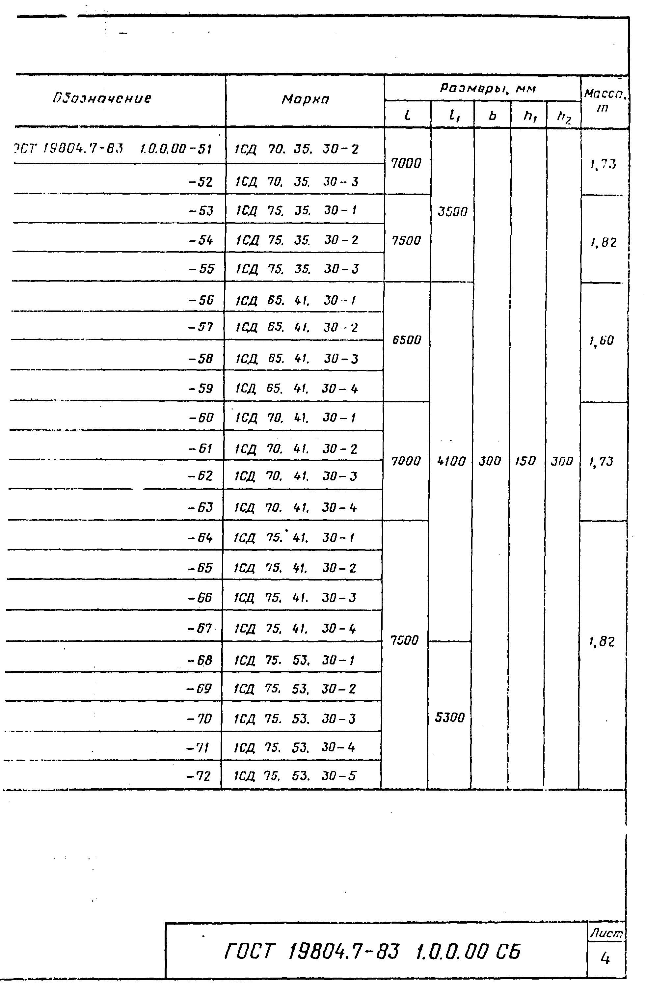 Обозначение Марка Размеры, мм Масса, т
l l₁ b h₁ h₂
ГОСТ 19804.7-83 1.0.0.00-51 1СД 70. 35. 30-2
7000 1,73
-52 1СД 70. 35. 30-3
-53 1СД 75. 35. 30-1
3500
-54 1СД 75. 35. 30-2 7500 1,82
-55 1СД 75. 35. 30-3
-56 1СД 65. 41. 30-1
-57 1СД 65. 41. 30-2
6500 1,60
-58 1СД 65. 41. 30-3
-59 1СД 65. 41. 30-4
-60 1СД 70. 41. 30-1
-61 1СД 70. 41. 30-2
7000 4100 300 150 300 1,73
-62 1СД 70. 41. 30-3
-63 1СД 70. 41. 30-4
-64 1СД 75. 41. 30-1
-65 1СД 75. 41. 30-2
-66 1СД 75. 41. 30-3
-67 1СД 75. 41. 30-4
7500 1,82
-68 1СД 75. 53. 30-1
-69 1СД 75. 53. 30-2
-70 1СД 75. 53. 30-3 5300
-71 1СД 75. 53. 30-4
-72 1СД 75. 53. 30-5
Лист
ГОСТ 19804.7-83 1.0.0.00 СБ
4